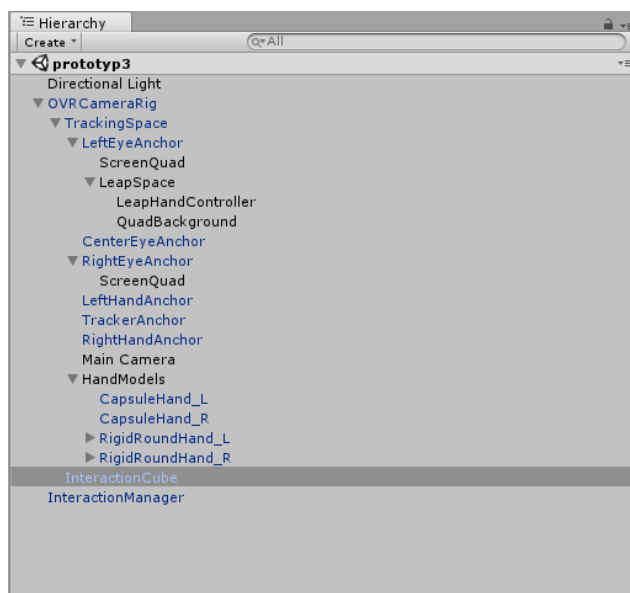 Hierarchy
Create
All
prototyp3
Directional Light
OVRCameraRig
TrackingSpace
LeftEyeAnchor
ScreenQuad
LeapSpace
LeapHandController
QuadBackground
CenterEyeAnchor
RightEyeAnchor
ScreenQuad
LeftHandAnchor
TrackerAnchor
RightHandAnchor
Main Camera
HandModels
CapsuleHand_L
CapsuleHand_R
RigidRoundHand_L
RigidRoundHand_R
InteractionCube
InteractionManager